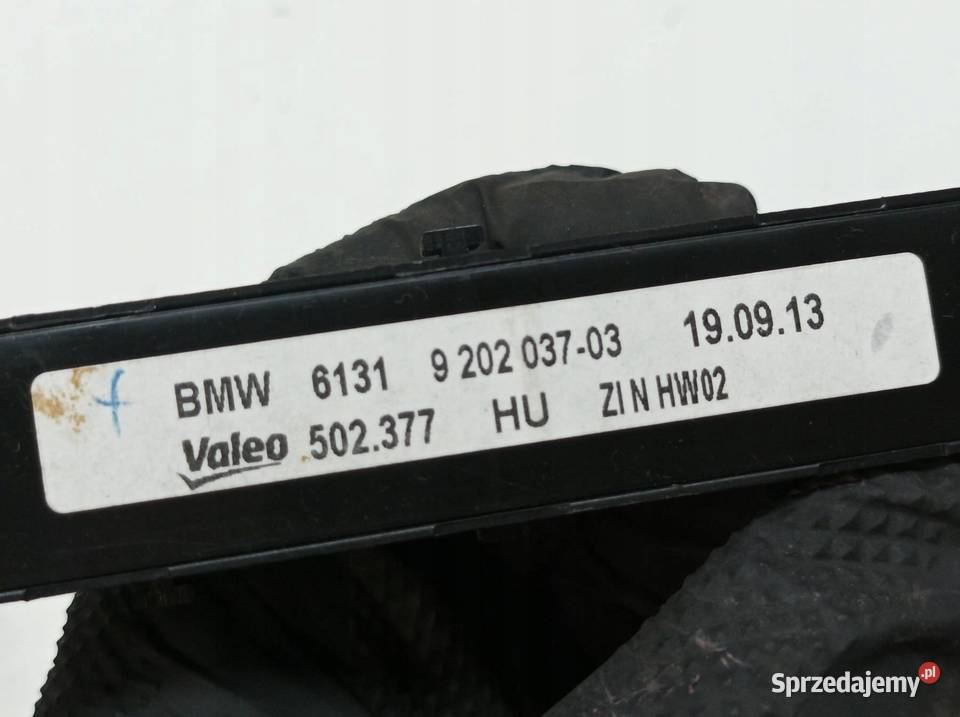 BMW 6131 9 202 037-03 19.09.13
Valeo 502.377 HU ZI N HW02
Sprzedajemy.pl